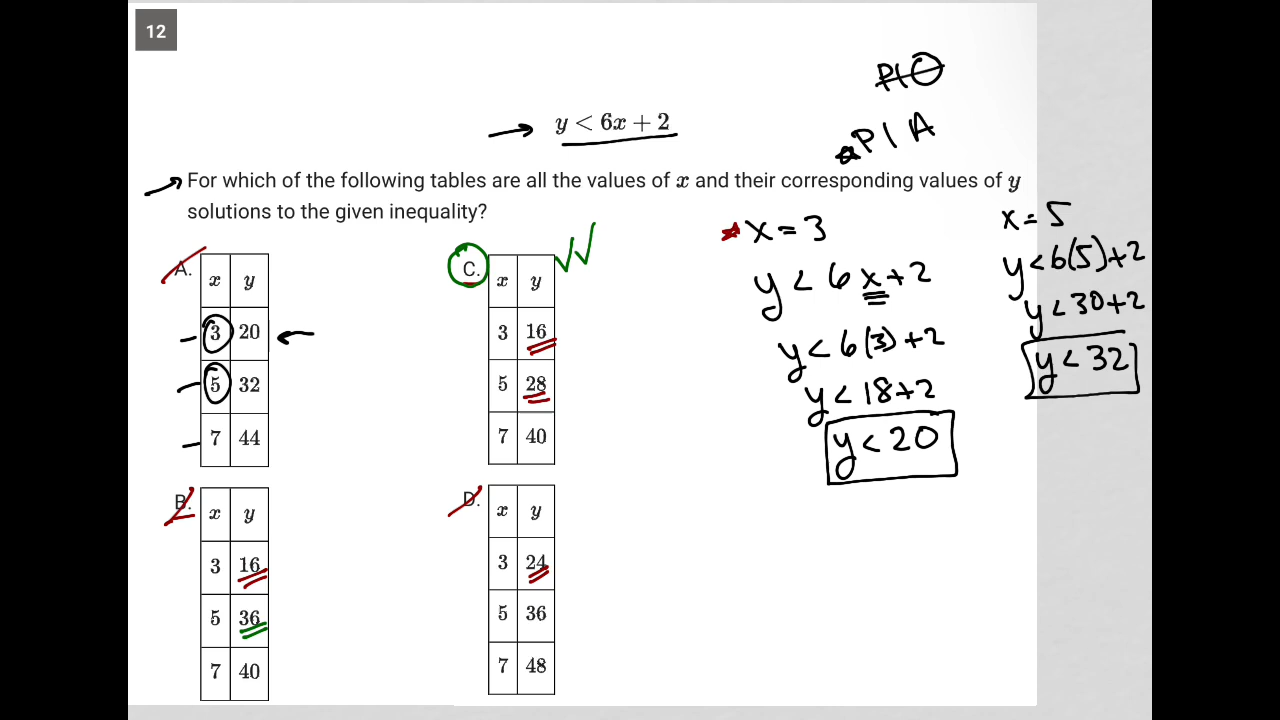 12
PIO
y < 6x + 2
PIA
For which of the following tables are all the values of x and their corresponding values of y
solutions to the given inequality?
A.
x y
3 20
5 32
7 44
C.
x y
3 16
5 28
7 40
B.
x y
3 16
5 36
7 40
D.
x y
3 24
5 36
7 48
x = 3
y < 6x+2
y < 6(3)+2
y < 18+2
y < 20
x = 5
y < 6(5)+2
y < 30+2
y < 32